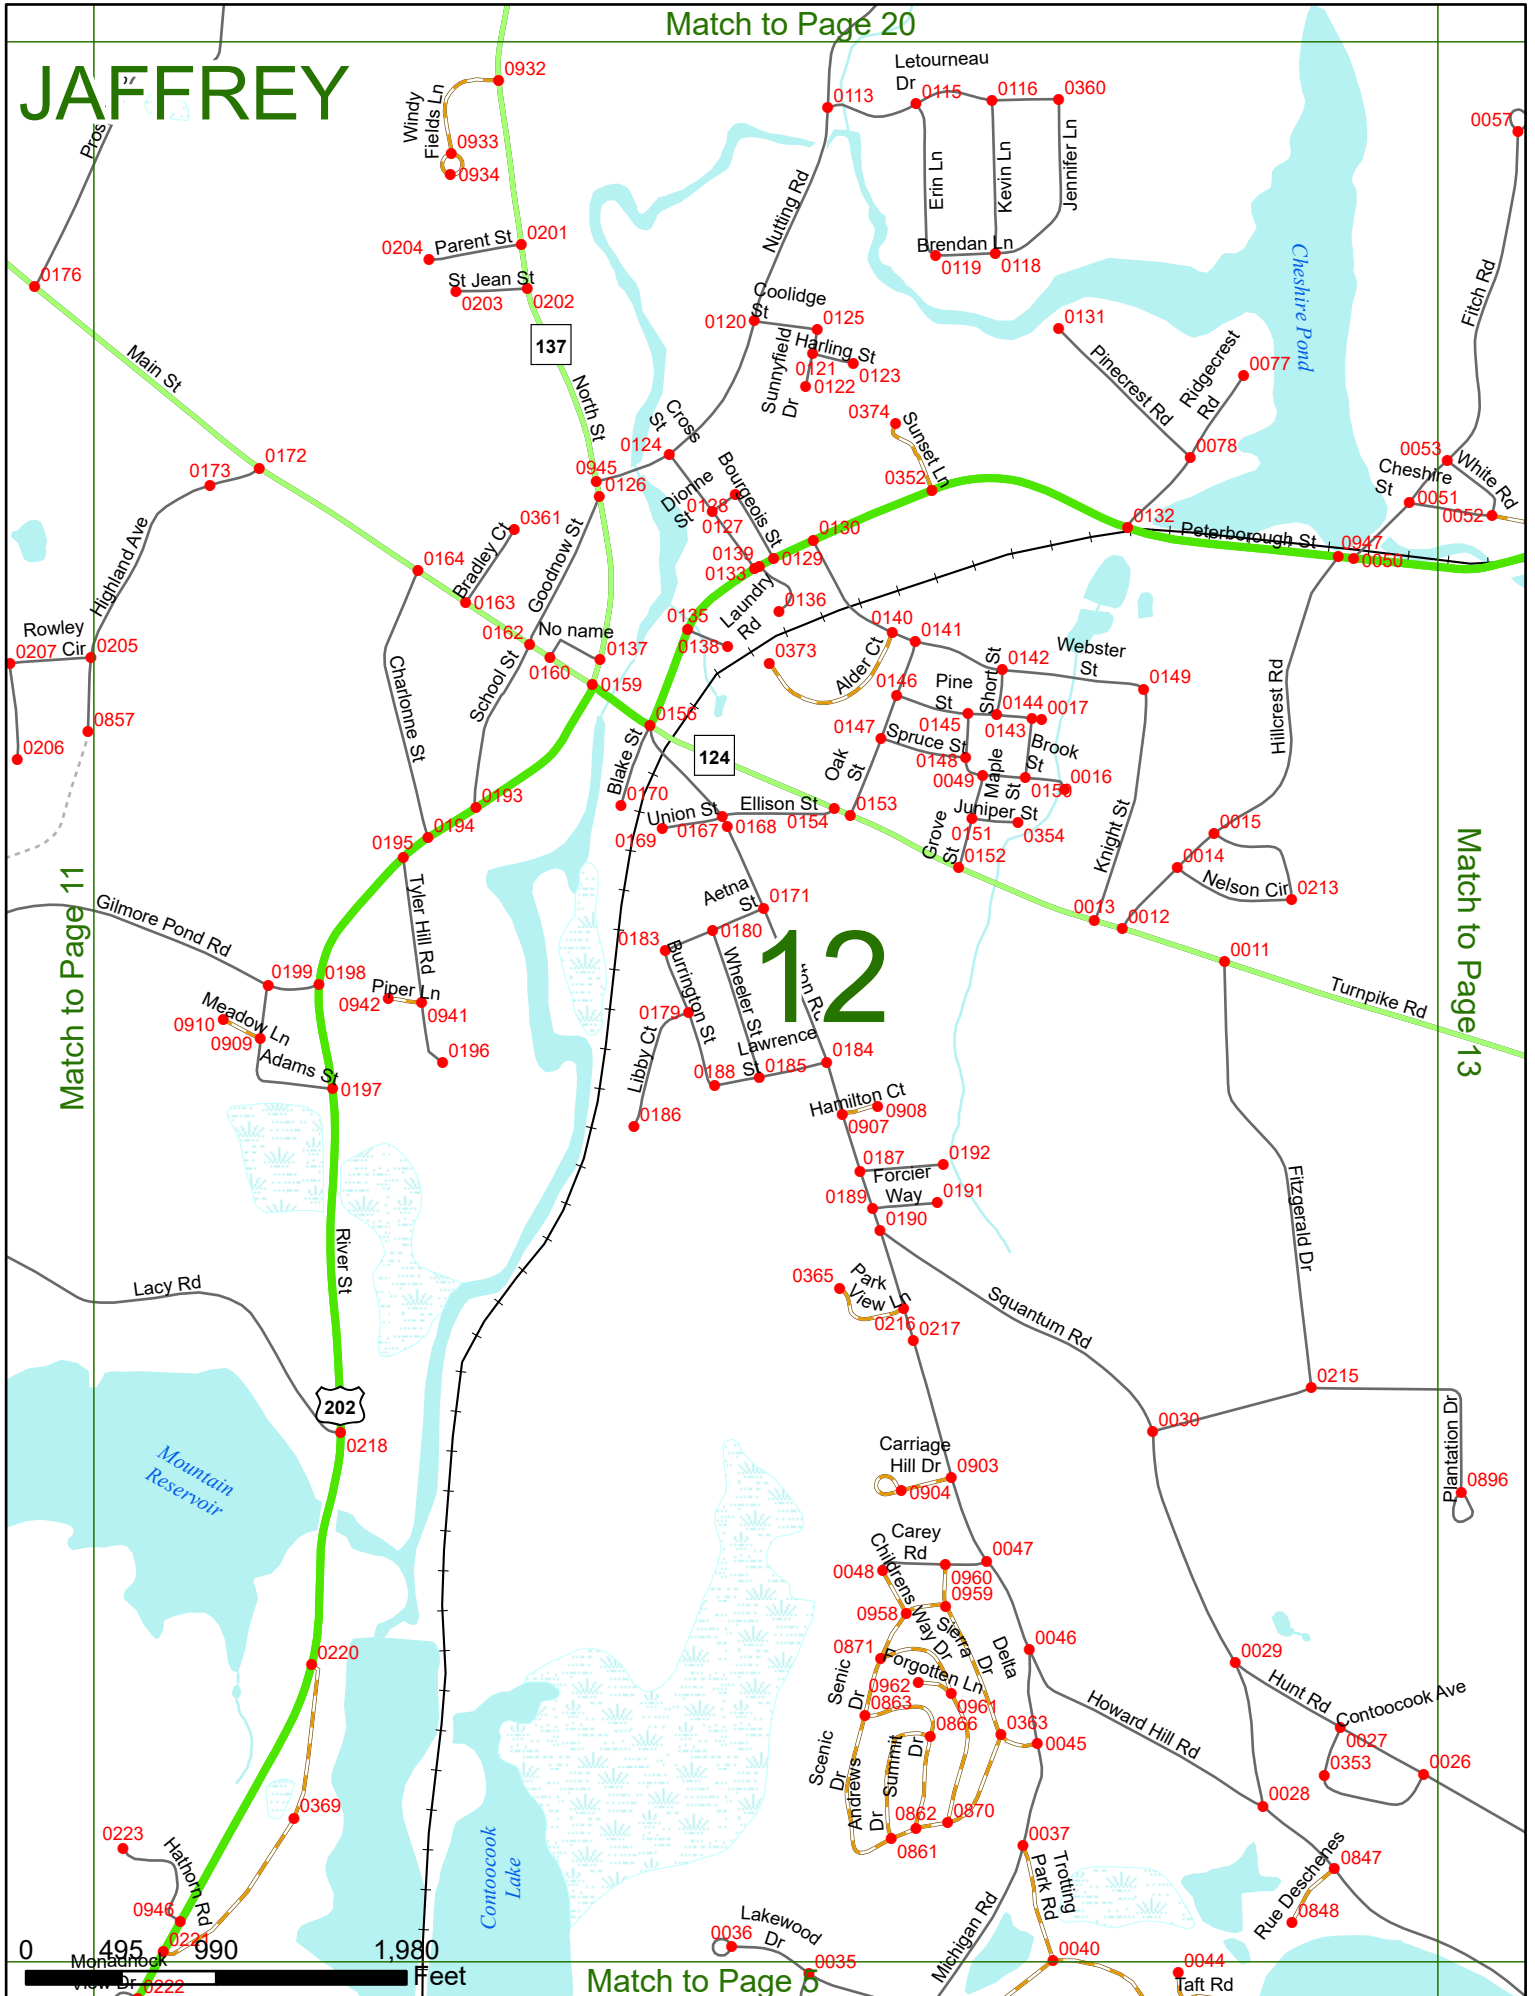 Match to Page 20
JAFFREY
0932
Windy
Fields Ln
0933
0934
0113
Letourneau
Dr
0115
0116
0360
0057
Erin Ln
Kevin Ln
Jennifer Ln
Brendan Ln
0119
0118
Nutting Rd
0204
Parent St
0201
St Jean St
0203
0202
0176
137
Main St
North St
Coolidge
St
0120
0125
Harling St
0121
0123
0122
Sunnyfield
Dr
0131
Pinecrest Rd
Ridgecrest
Rd
0077
0078
Cheshire Pond
Fitch Rd
0374
Sunset Ln
0352
Cross
St
0124
0945
0126
0172
0173
Dionne
St
0128
0127
Bourgeois St
0130
0139
0133
0129
0132
Peterborough St
0947
0050
0053
White Rd
Cheshire
St
0051
0052
Highland Ave
0361
Bradley Ct
Goodnow St
0164
0163
0162
No name
0137
0160
0159
Laundry
Rd
0136
0135
0138
0373
Alder Ct
0140
0141
Rowley
Cir
0207
0205
0857
0206
Charlonne St
School St
0142
Webster
St
0149
Short St
0146
Pine
St
0144
0017
0145
0143
0147
Spruce St
0148
0049
Maple
St
Brook
St
0016
0150
Juniper St
0151
0354
Grove
St
0152
Oak
St
Knight St
Hillcrest Rd
0156
124
Blake St
0170
Union St
0169
0167
0168
Ellison St
0154
0153
0193
0194
0195
Tyler Hill Rd
0015
0014
Nelson Cir
0213
0013
0012
0011
Turnpike Rd
Match to Page 11
Match to Page 13
Gilmore Pond Rd
0199
0198
Piper Ln
0942
0941
Meadow Ln
0910
0909
Adams St
0196
0197
Aetna
St
0171
0180
0183
Burrington St
Wheeler St
12
0179
Libby Ct
Lawrence
St
0184
0185
0188
0186
Hamilton Ct
0908
0907
0187
0192
Forcier
Way
0189
0191
0190
Fitzgerald Dr
River St
Lacy Rd
0365
Park
View Ln
0216
0217
Squantum Rd
0215
0030
Plantation Dr
0896
202
0218
Mountain
Reservoir
Carriage
Hill Dr
0903
0904
Carey
Rd
0047
0048
0960
0959
Childrens Way Dr
0958
Sierra
Dr
Delta
0046
0871
Forgotten Ln
0962
0961
Senic
Dr
0863
0866
0363
0045
Scenic
Dr
Andrews
Dr
Summit
Dr
0862
0870
0861
0029
Hunt Rd
Contoocook Ave
0027
0353
0026
Howard Hill Rd
0028
0220
0369
0223
Hathorn Rd
0946
0221
Monadnock
View Dr
0222
Contoocook
Lake
0037
Trotting
Park Rd
Michigan Rd
0847
Rue Deschenes
0848
0036
Lakewood
Dr
0035
0040
0044
Taft Rd
0 495 990 1,980
Feet
Match to Page 5